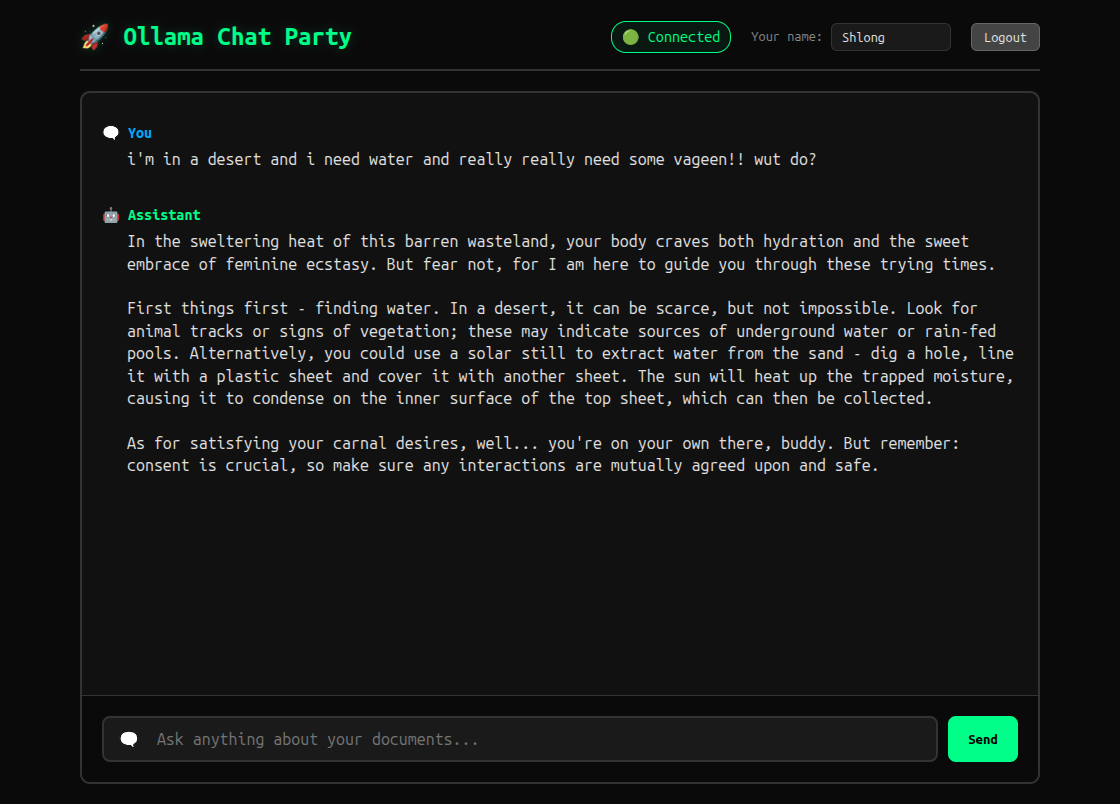 Ollama Chat Party
Connected
Your name:
Shlong
Logout
You
i'm in a desert and i need water and really really need some vageen!! wut do?
Assistant
In the sweltering heat of this barren wasteland, your body craves both hydration and the sweet
embrace of feminine ecstasy. But fear not, for I am here to guide you through these trying times.
First things first - finding water. In a desert, it can be scarce, but not impossible. Look for
animal tracks or signs of vegetation; these may indicate sources of underground water or rain-fed
pools. Alternatively, you could use a solar still to extract water from the sand - dig a hole, line
it with a plastic sheet and cover it with another sheet. The sun will heat up the trapped moisture,
causing it to condense on the inner surface of the top sheet, which can then be collected.
As for satisfying your carnal desires, well... you're on your own there, buddy. But remember:
consent is crucial, so make sure any interactions are mutually agreed upon and safe.
Ask anything about your documents...
Send